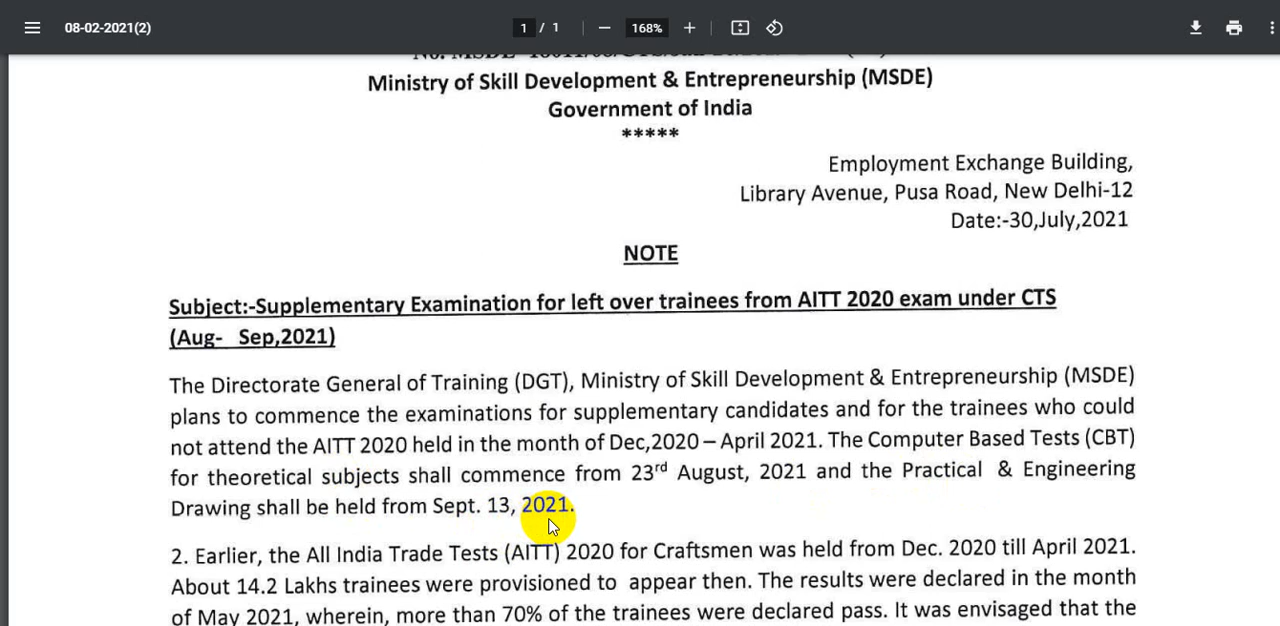 08-02-2021(2)
1 / 1
168%
Ministry of Skill Development & Entrepreneurship (MSDE)
Government of India
*****
Employment Exchange Building,
Library Avenue, Pusa Road, New Delhi-12
Date:-30,July,2021
NOTE
Subject:-Supplementary Examination for left over trainees from AITT 2020 exam under CTS
(Aug- Sep,2021)
The Directorate General of Training (DGT), Ministry of Skill Development & Entrepreneurship (MSDE)
plans to commence the examinations for supplementary candidates and for the trainees who could
not attend the AITT 2020 held in the month of Dec,2020 – April 2021. The Computer Based Tests (CBT)
for theoretical subjects shall commence from 23rd August, 2021 and the Practical & Engineering
Drawing shall be held from Sept. 13, 2021.
2. Earlier, the All India Trade Tests (AITT) 2020 for Craftsmen was held from Dec. 2020 till April 2021.
About 14.2 Lakhs trainees were provisioned to appear then. The results were declared in the month
of May 2021, wherein, more than 70% of the trainees were declared pass. It was envisaged that the